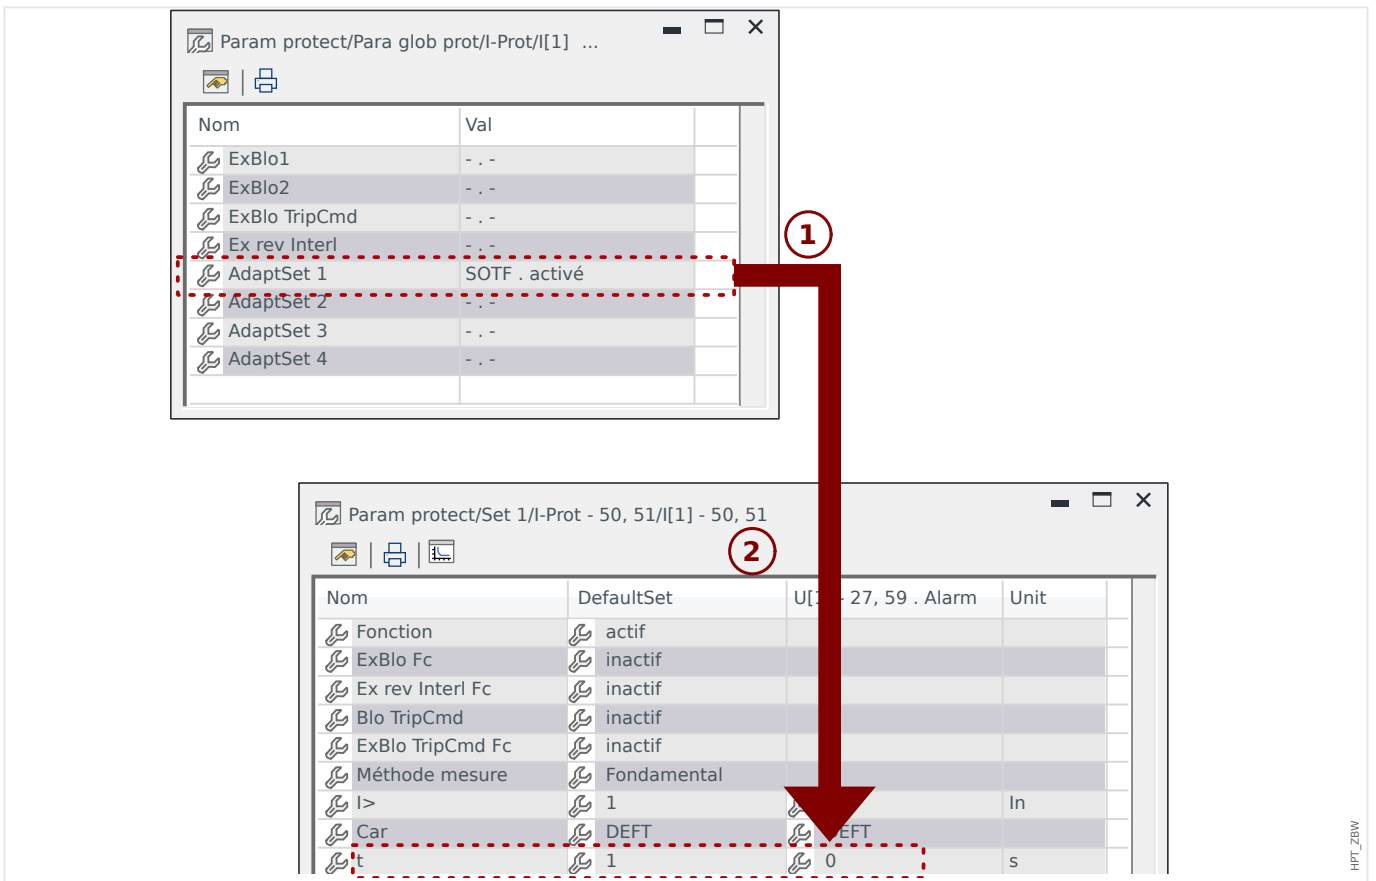 Param protect/Para glob prot/I-Prot/I[1] ...
Nom Val
ExBlo1 - . -
ExBlo2 - . -
ExBlo TripCmd - . -
Ex rev Interl - . -
AdaptSet 1 SOTF . activé
AdaptSet 2 - . -
AdaptSet 3 - . -
AdaptSet 4 - . -
1
Param protect/Set 1/I-Prot - 50, 51/I[1] - 50, 51
2
Nom DefaultSet 27, 59 . Alarm Unit
Fonction actif
ExBlo Fc inactif
Ex rev Interl Fc inactif
Blo TripCmd inactif
ExBlo TripCmd Fc inactif
Méthode mesure Fondamental
I> 1 In
Car DEFT
t 1 0 s
HPT_ZBW